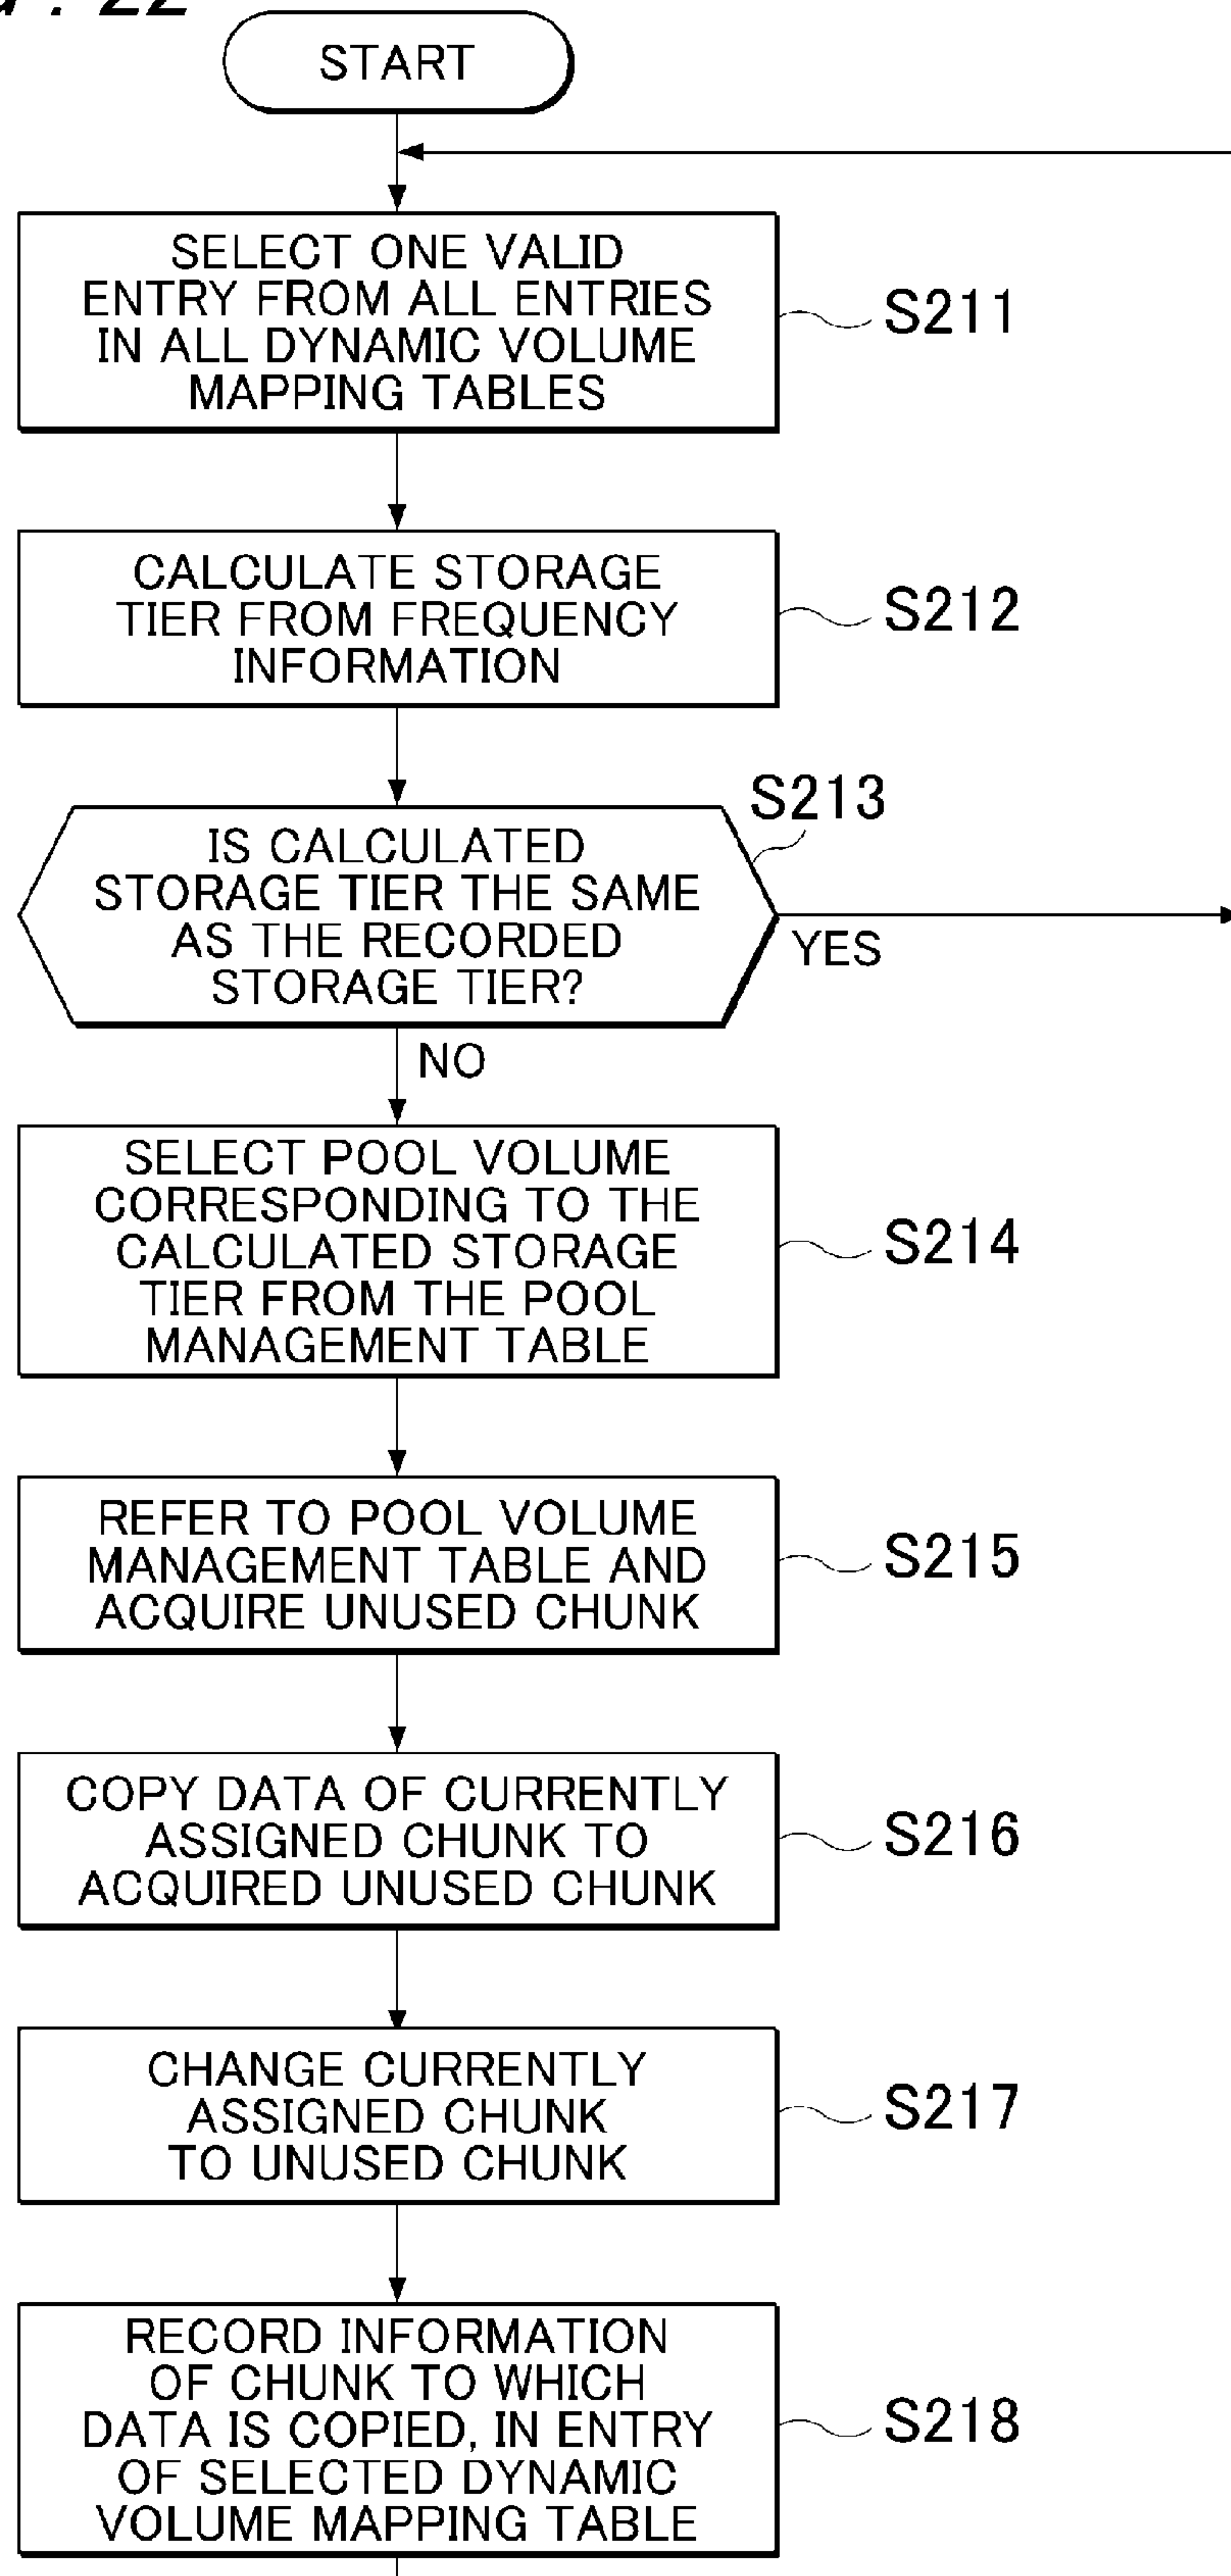 . 22
START
SELECT ONE VALID
ENTRY FROM ALL ENTRIES
IN ALL DYNAMIC VOLUME
MAPPING TABLES
S211
CALCULATE STORAGE
TIER FROM FREQUENCY
INFORMATION
S212
S213
IS CALCULATED
STORAGE TIER THE SAME
AS THE RECORDED
STORAGE TIER?
YES
NO
SELECT POOL VOLUME
CORRESPONDING TO THE
CALCULATED STORAGE
TIER FROM THE POOL
MANAGEMENT TABLE
S214
REFER TO POOL VOLUME
MANAGEMENT TABLE AND
ACQUIRE UNUSED CHUNK
S215
COPY DATA OF CURRENTLY
ASSIGNED CHUNK TO
ACQUIRED UNUSED CHUNK
S216
CHANGE CURRENTLY
ASSIGNED CHUNK
TO UNUSED CHUNK
S217
RECORD INFORMATION
OF CHUNK TO WHICH
DATA IS COPIED, IN ENTRY
OF SELECTED DYNAMIC
VOLUME MAPPING TABLE
S218